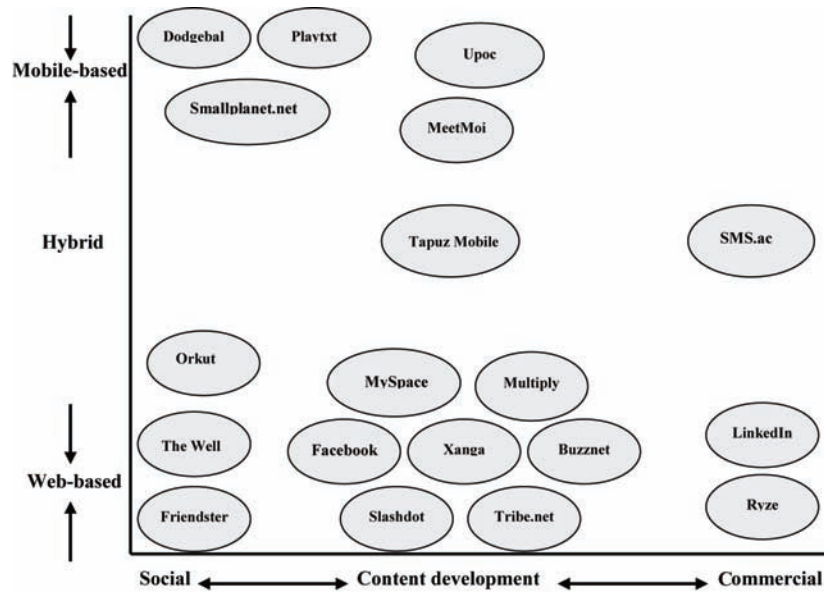 Dodgebal Playtxt
Upoc
Mobile-based
Smallplanet.net
MeetMoi
Hybrid
Tapuz Mobile
SMS.ac
Orkut
MySpace Multiply
The Well
Facebook Xanga Buzznet
LinkedIn
Web-based
Friendster
Slashdot Tribe.net
Ryze
Social Content development Commercial